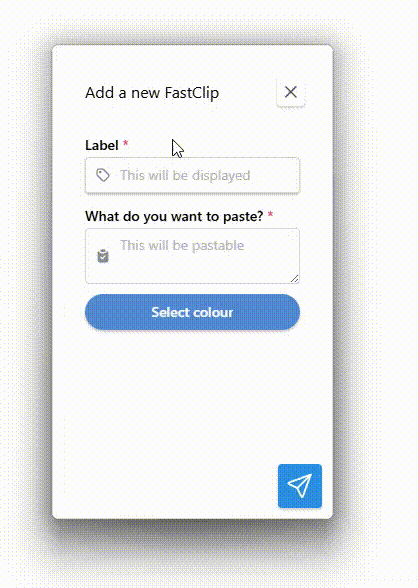 Add a new FastClip
Label *
This will be displayed
What do you want to paste? *
This will be pastable
Select colour